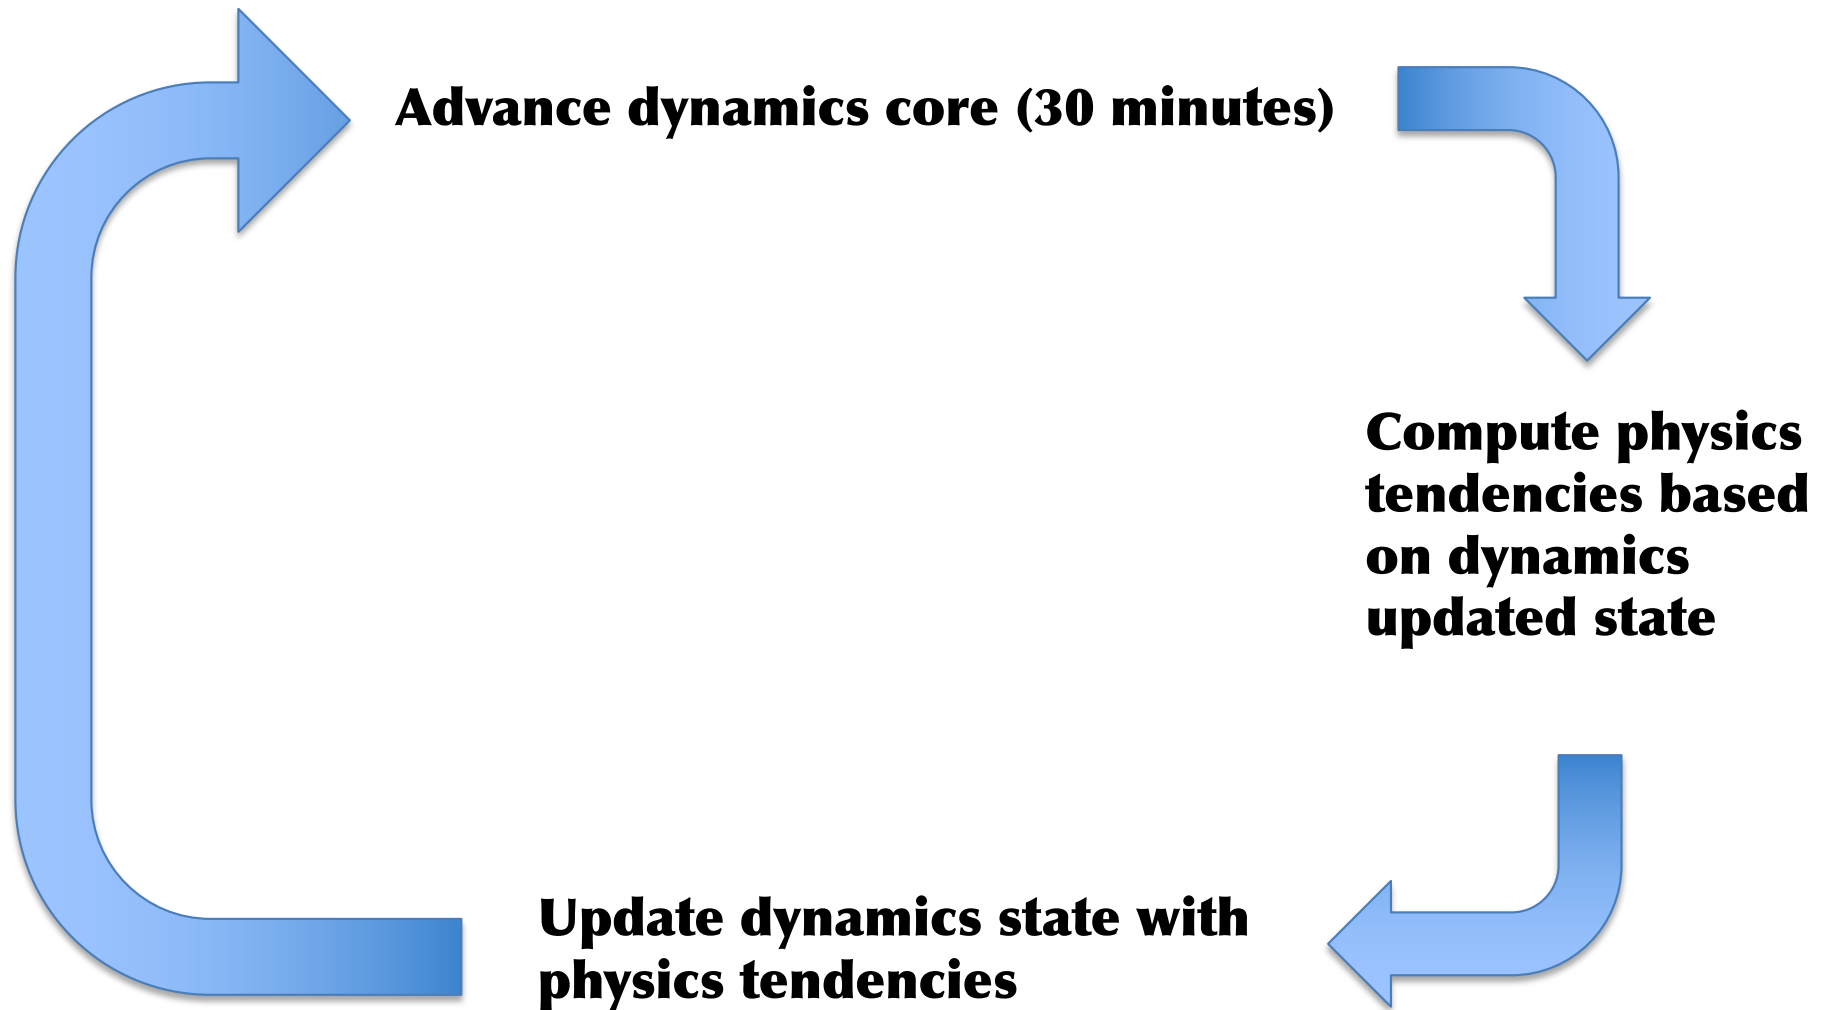 Advance dynamics core (30 minutes)
Compute physics
tendencies based
on dynamics
updated state
Update dynamics state with
physics tendencies